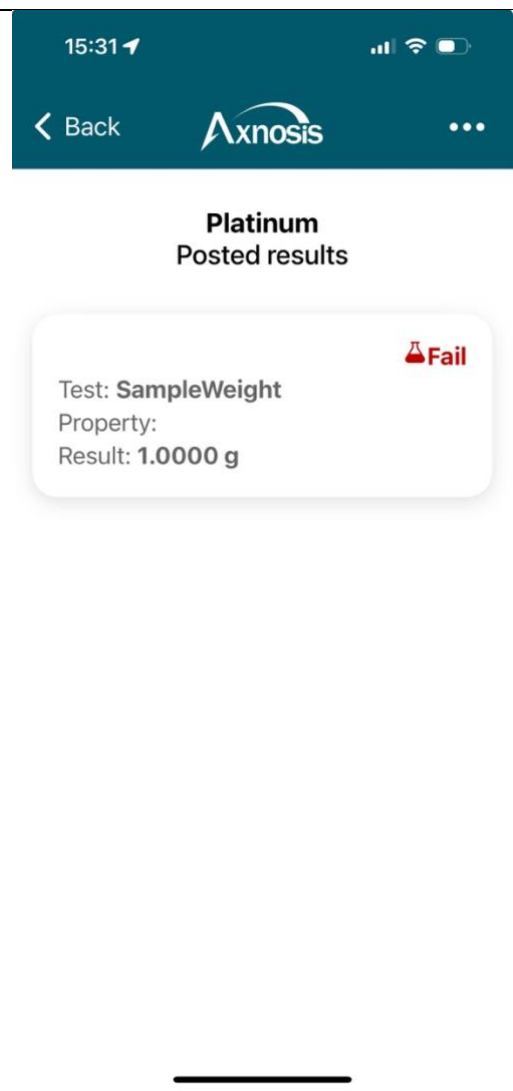 15:31
Back
Axnosis
Platinum
Posted results
Fail
Test: SampleWeight
Property:
Result: 1.0000 g